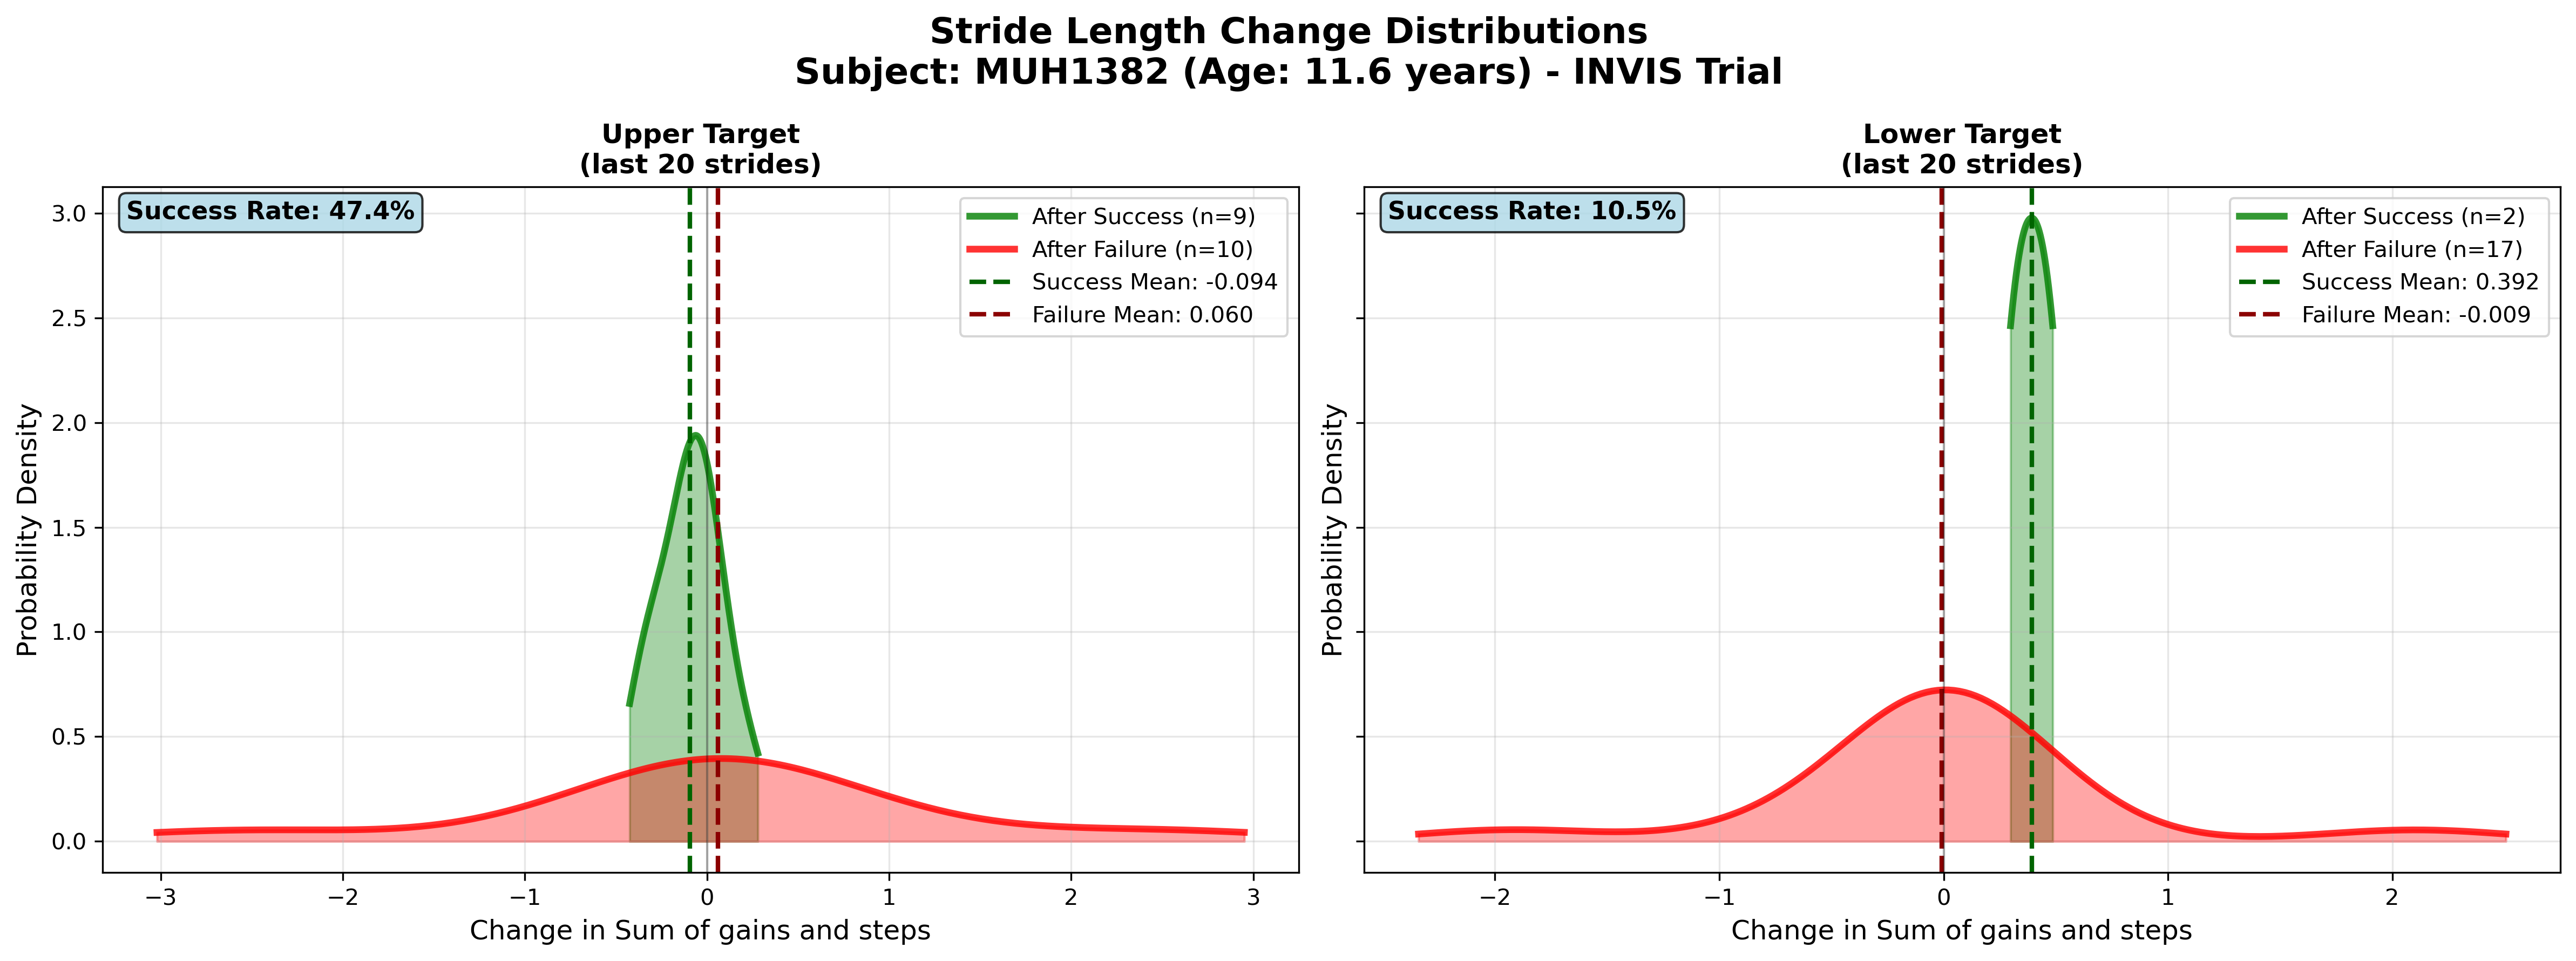 Stride Length Change Distributions
Subject: MUH1382 (Age: 11.6 years) - INVIS Trial
Upper Target
(last 20 strides)
Success Rate: 47.4%
After Success (n=9)
After Failure (n=10)
Success Mean: -0.094
Failure Mean: 0.060
Probability Density
3.0
2.5
2.0
1.5
1.0
0.5
0.0
−3 −2 −1 0 1 2 3
Change in Sum of gains and steps
Lower Target
(last 20 strides)
Success Rate: 10.5%
After Success (n=2)
After Failure (n=17)
Success Mean: 0.392
Failure Mean: -0.009
Probability Density
−2 −1 0 1 2
Change in Sum of gains and steps